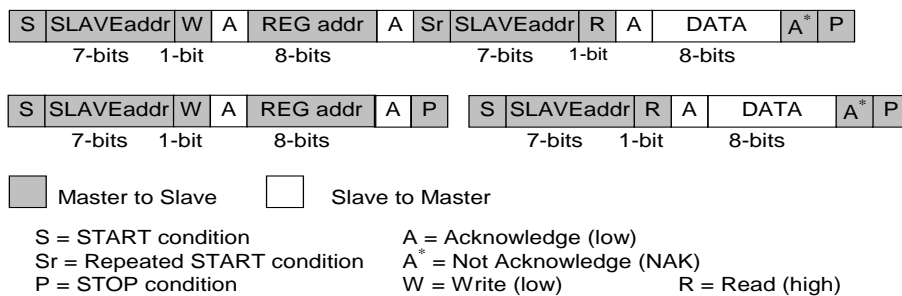 S SLAVEaddr W A REG addr A Sr SLAVEaddr R A DATA A* P
7-bits 1-bit 8-bits 7-bits 1-bit 8-bits
S SLAVEaddr W A REG addr A P S SLAVEaddr R A DATA A* P
7-bits 1-bit 8-bits 7-bits 1-bit 8-bits
Master to Slave Slave to Master
S = START condition A = Acknowledge (low)
Sr = Repeated START condition A* = Not Acknowledge (NAK)
P = STOP condition W = Write (low) R = Read (high)